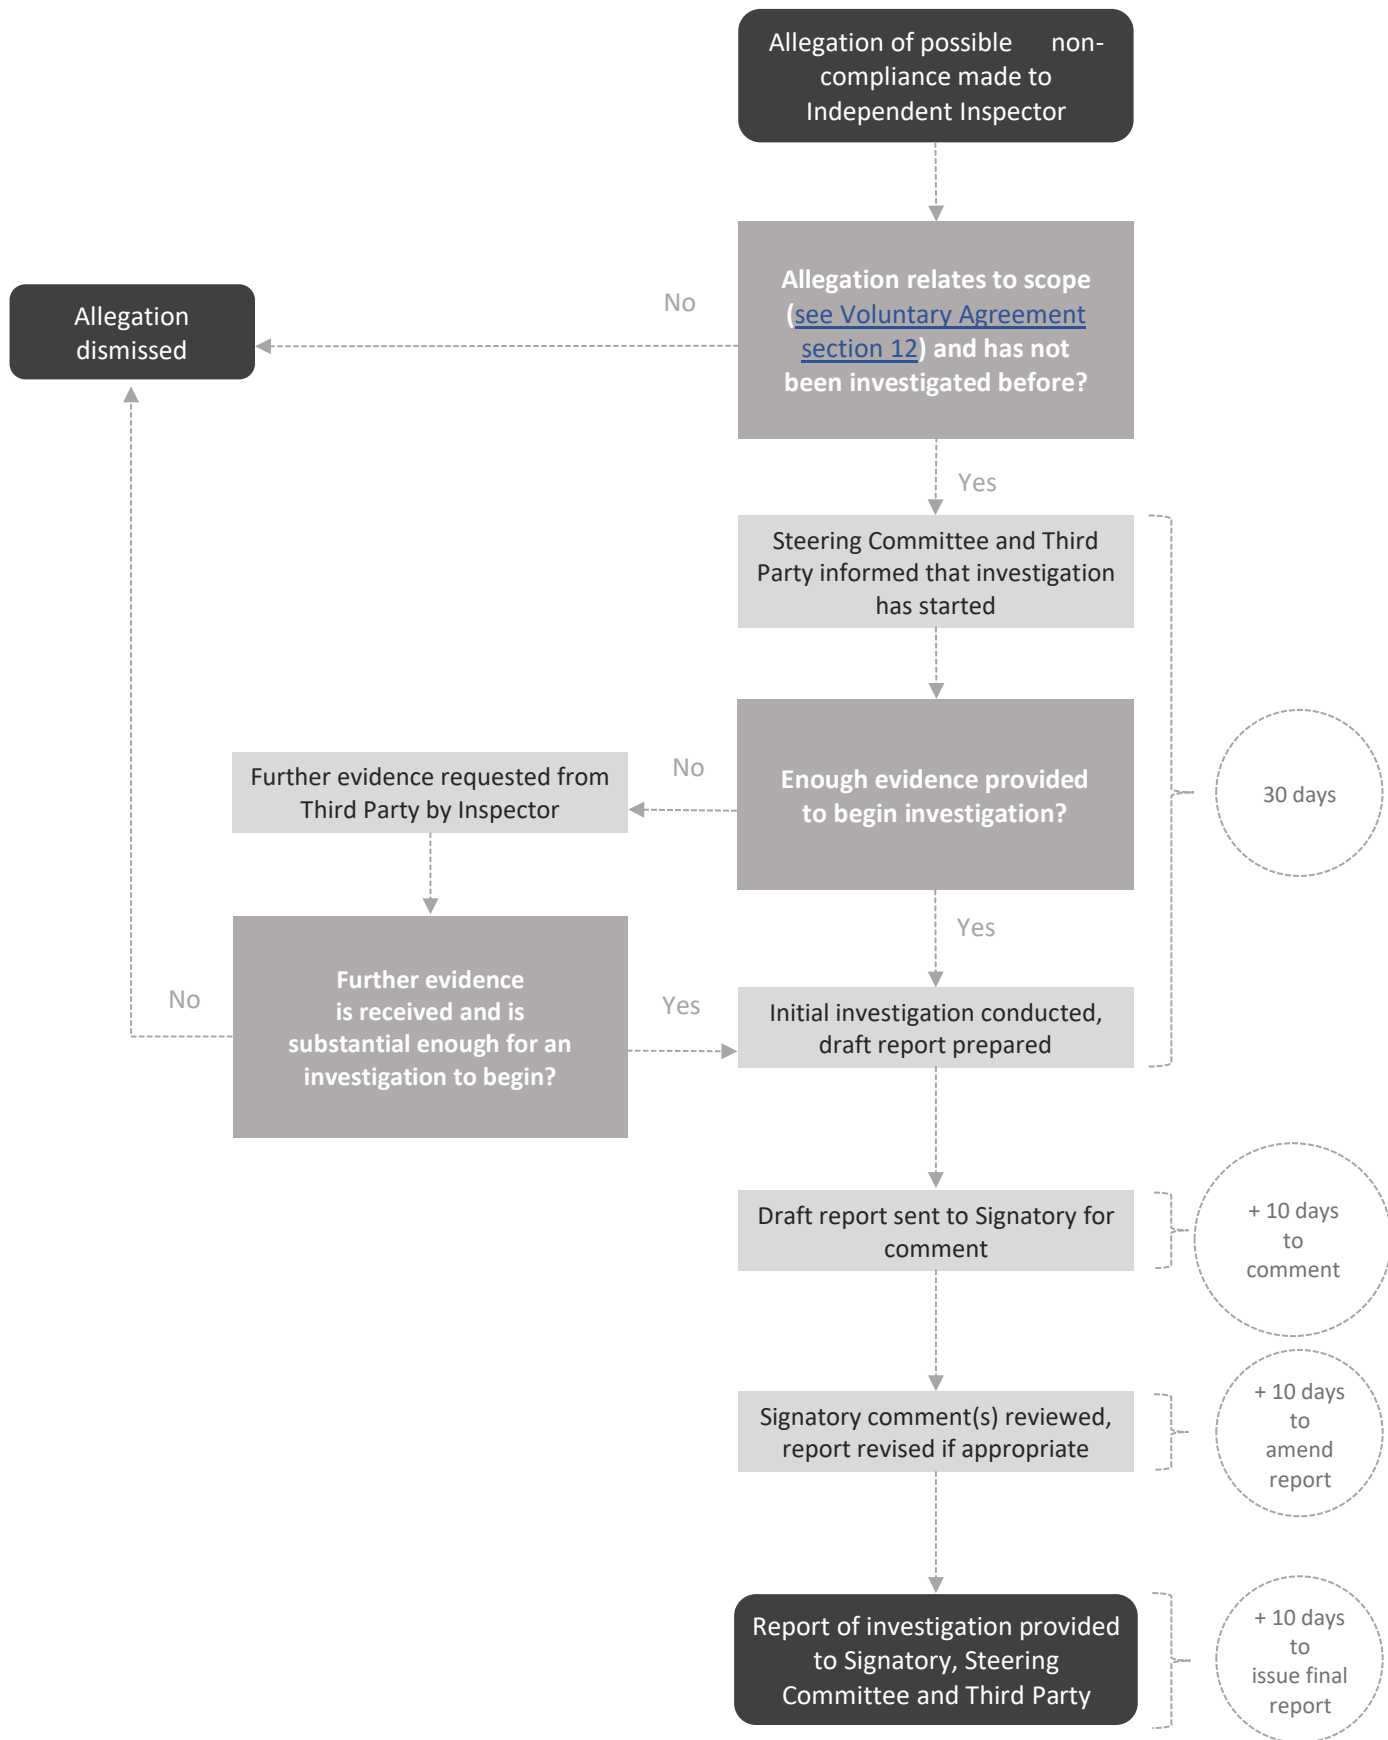 Allegation of possible non-
compliance made to
Independent Inspector
Allegation relates to scope
(see Voluntary Agreement
section 12) and has not
been investigated before?
No
Allegation
dismissed
Yes
Steering Committee and Third
Party informed that investigation
has started
Enough evidence provided
to begin investigation?
30 days
No
Further evidence requested from
Third Party by Inspector
Yes
Further evidence
is received and is
substantial enough for an
investigation to begin?
No
Yes
Initial investigation conducted,
draft report prepared
Draft report sent to Signatory for
comment
+ 10 days
to
comment
Signatory comment(s) reviewed,
report revised if appropriate
+ 10 days
to
amend
report
Report of investigation provided
to Signatory, Steering
Committee and Third Party
+ 10 days
to
issue final
report